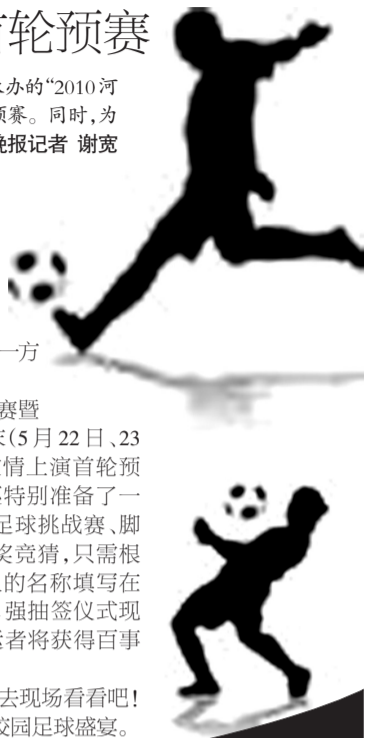 轮预赛
办的“2010河
预赛。同时，为
晚报记者 谢宽
一方
赛暨
（5月22日、23
情上演首轮预
特别准备了一
足球挑战赛、脚
奖竞猜，只需根
的名称填写在
强抽签仪式现
者将获得百事
去现场看看吧！
校园足球盛宴。